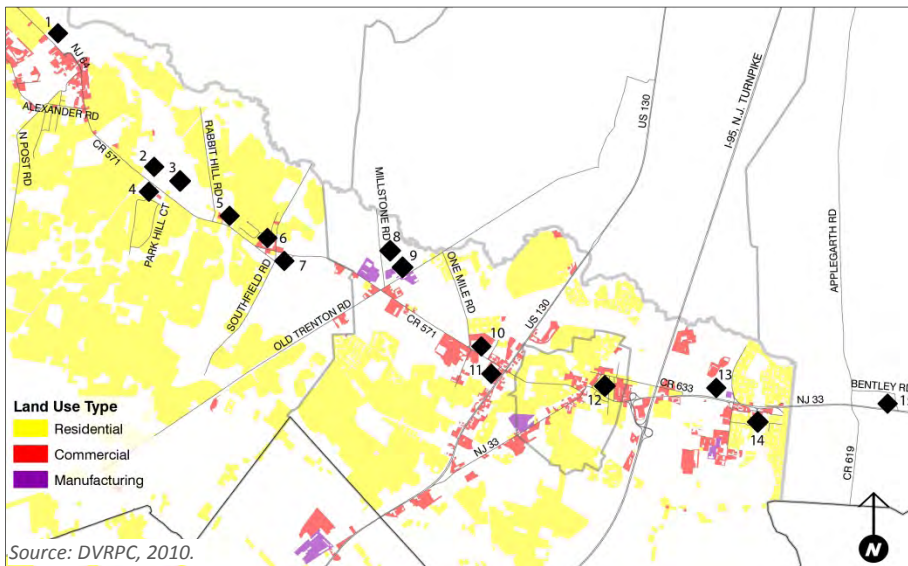 1
NJ 64
ALEXANDER RD
N POST RD
CR 571
RABBIT HILL RD
2
3
4
PARK HILL CT
5
6
7
SOUTHFIELD RD
MILLSTONE RD
8
9
OLD TRENTON RD
ONE MILE RD
CR 571
US 130
US 130
I-95, N.J. TURNPIKE
APPLEGARTH RD
10
11
12
CR 633
13
14
NJ 33
BENTLEY RD
NJ 33
CR 619
Land Use Type
Residential
Commercial
Manufacturing
Source: DVRPC, 2010.
N